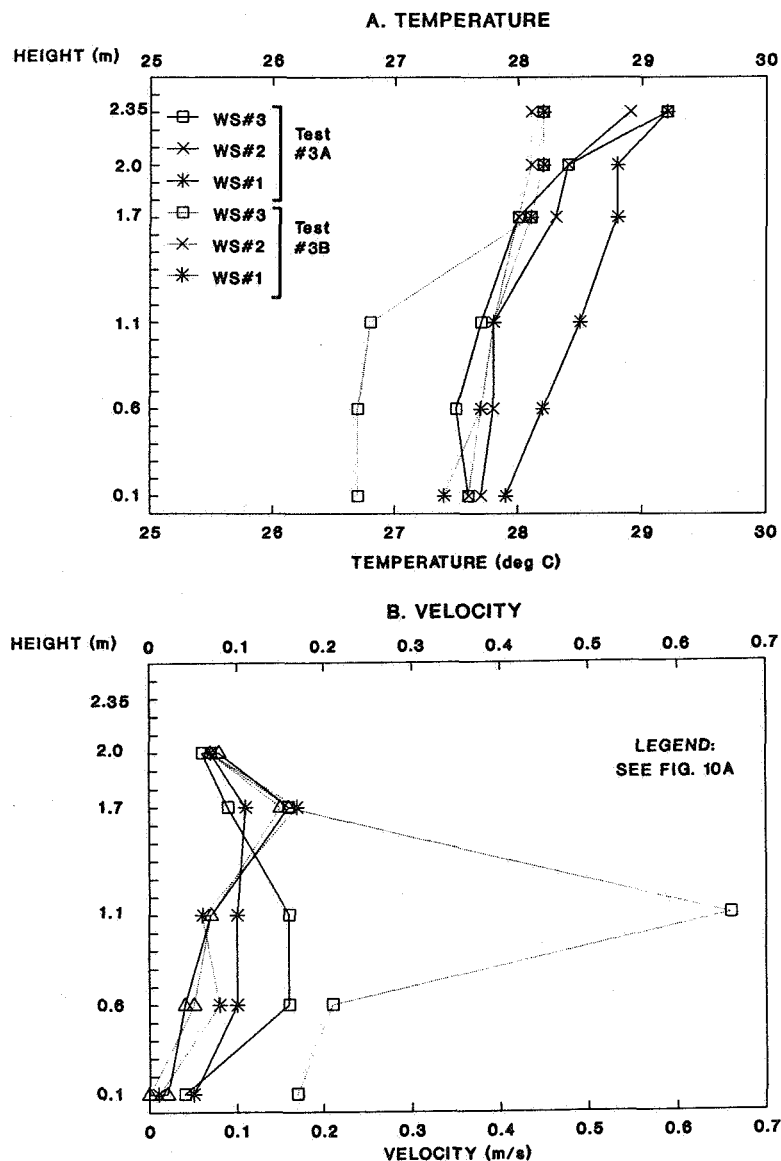 A. TEMPERATURE
HEIGHT (m) 25 26 27 28 29 30
2.35
2.0
1.7
1.1
0.6
0.1
WS#3
WS#2
WS#1
Test #3A
WS#3
WS#2
WS#1
Test #3B
25 26 27 28 29 30
TEMPERATURE (deg C)
B. VELOCITY
HEIGHT (m) 0 0.1 0.2 0.3 0.4 0.5 0.6 0.7
2.35
2.0
1.7
1.1
0.6
0.1
LEGEND:
SEE FIG. 10A
0 0.1 0.2 0.3 0.4 0.5 0.6 0.7
VELOCITY (m/s)